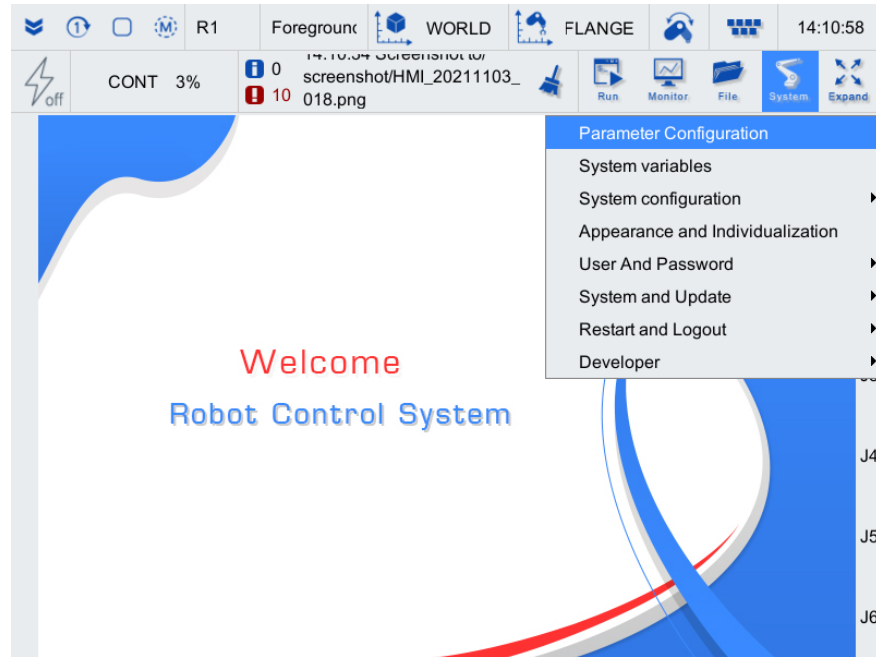 R1
Foreground
WORLD
FLANGE
14:10:58
off
CONT 3%
0
10
14:10:54 Screenshot to/
screenshot/HMI_20211103_
018.png
Run
Monitor
File
System
Expand
Parameter Configuration
System variables
System configuration
Appearance and Individualization
User And Password
System and Update
Restart and Logout
Developer
Welcome
Robot Control System
J4
J5
J6